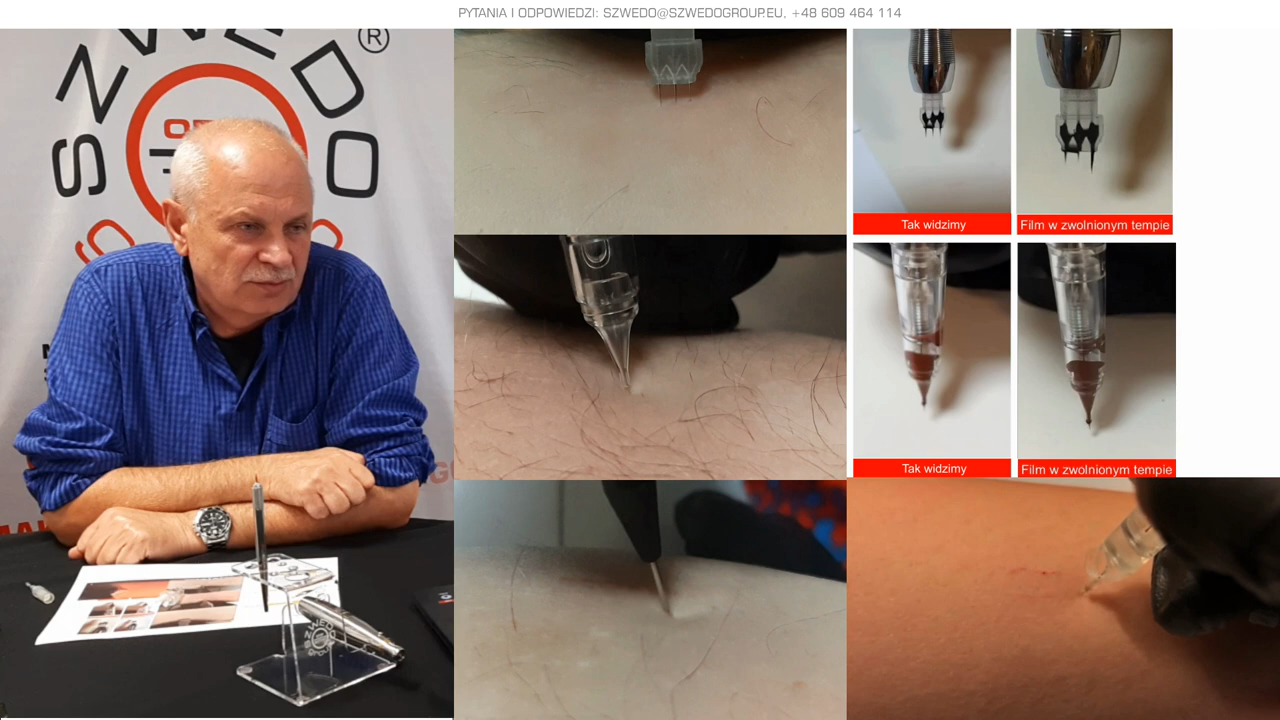 PYTANIA I ODPOWIEDZI: SZWEDO@SZWEDOGROUP.EU, +48 609 464 114
SZWEDO ®
Tak widzimy
Film w zwolnionym tempie
Tak widzimy
Film w zwolnionym tempie
SZWEDO